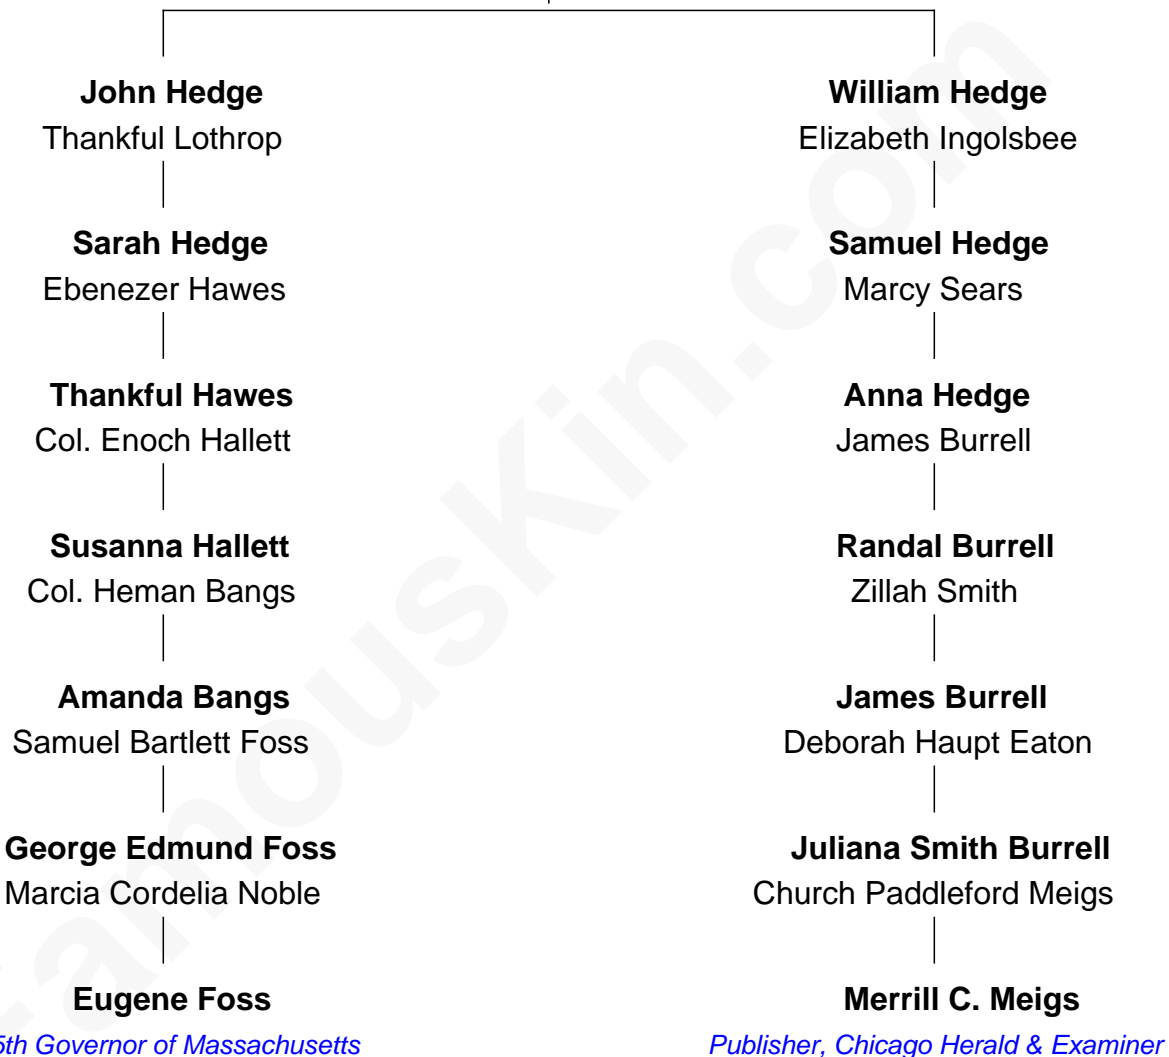 John Hedge
Thankful Lothrop
Sarah Hedge
Ebenezer Hawes
Thankful Hawes
Col. Enoch Hallett
Susanna Hallett
Col. Heman Bangs
Amanda Bangs
Samuel Bartlett Foss
George Edmund Foss
Marcia Cordelia Noble
Eugene Foss
5th Governor of Massachusetts
William Hedge
Elizabeth Ingolsbee
Samuel Hedge
Marcy Sears
Anna Hedge
James Burrell
Randal Burrell
Zillah Smith
James Burrell
Deborah Haupt Eaton
Juliana Smith Burrell
Church Paddleford Meigs
Merrill C. Meigs
Publisher, Chicago Herald & Examiner
FamousKin.com